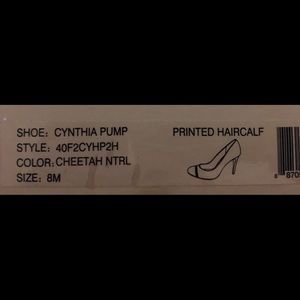 SHOE: CYNTHIA PUMP
PRINTED HAIRCALF
STYLE: 40F2CYHP2H
COLOR: CHEETAH NTRL
SIZE: 8M